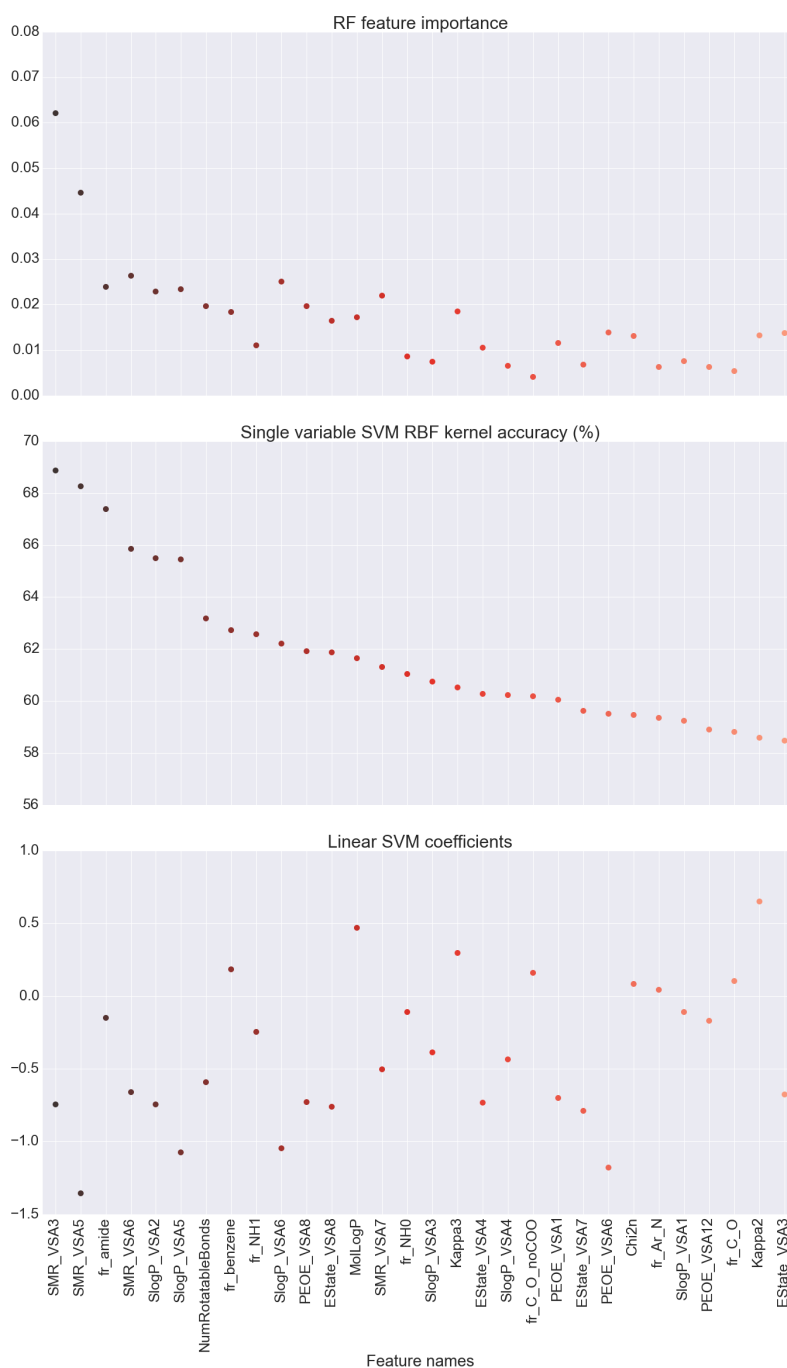 RF feature importance
0.08
0.07
0.06
0.05
0.04
0.03
0.02
0.01
0.00
Single variable SVM RBF kernel accuracy (%)
70
68
66
64
62
60
58
56
Linear SVM coefficients
1.0
0.5
0.0
−0.5
−1.0
−1.5
SMR_VSA3
SMR_VSA5
fr_amide
SMR_VSA6
SlogP_VSA2
SlogP_VSA5
NumRotatableBonds
fr_benzene
fr_NH1
SlogP_VSA6
PEOE_VSA8
EState_VSA8
MolLogP
SMR_VSA7
fr_NH0
SlogP_VSA3
Kappa3
EState_VSA4
SlogP_VSA4
fr_C_O_noCOO
PEOE_VSA1
EState_VSA7
PEOE_VSA6
Chi2n
fr_Ar_N
SlogP_VSA1
PEOE_VSA12
fr_C_O
Kappa2
EState_VSA3
Feature names